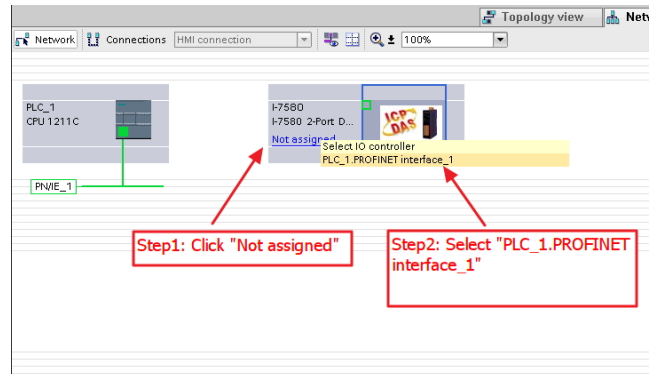 Topology view
Netw
Network
Connections
HMI connection
100%
PLC_1
CPU 1211C
I-7580
I-7580 2-Port D...
Not assigned
ICP
DAS
Select IO controller
PLC_1.PROFINET interface_1
PN/IE_1
Step1: Click "Not assigned"
Step2: Select "PLC_1.PROFINET
interface_1"